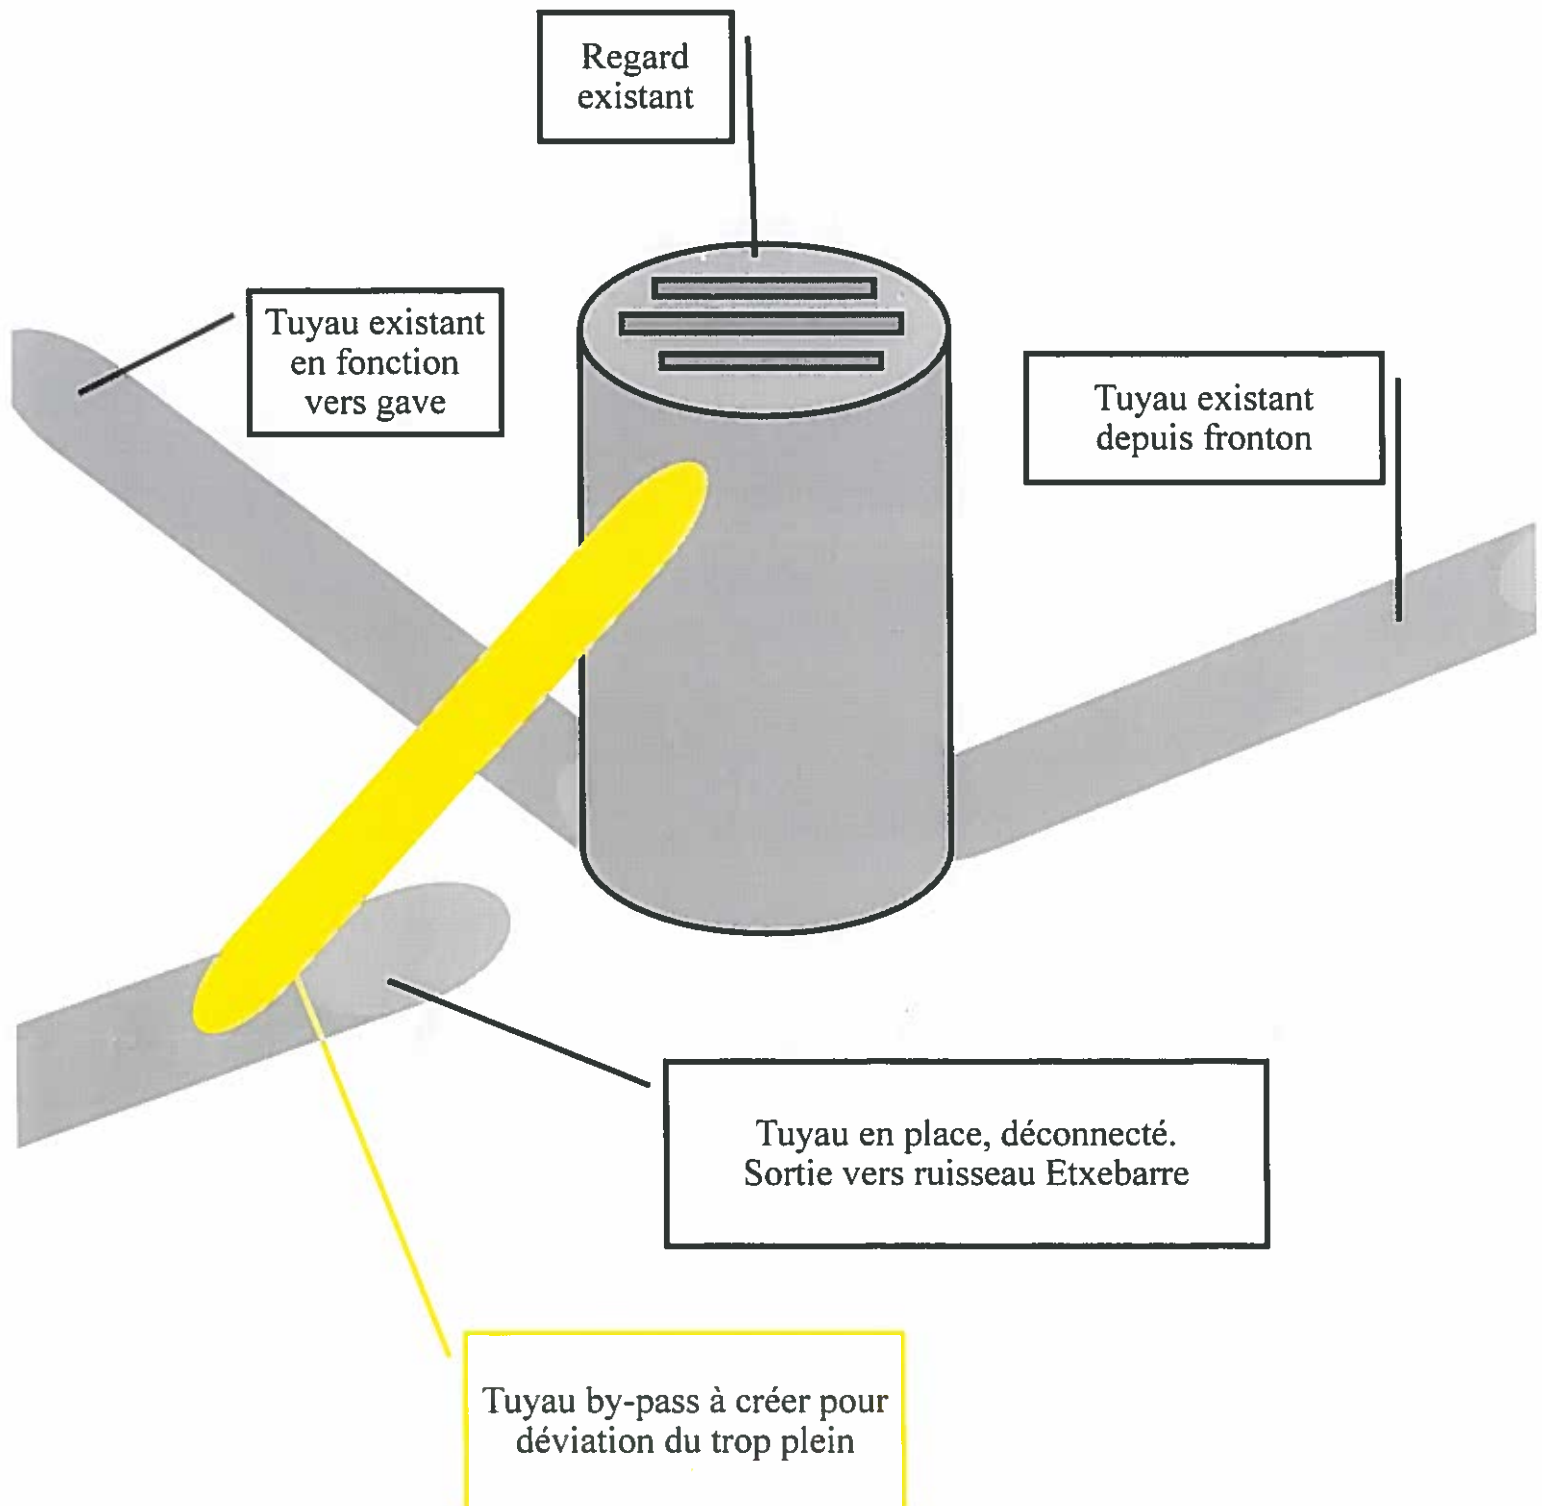 Regard
existant
Tuyau existant
en fonction
vers gave
Tuyau existant
depuis fronton
Tuyau en place, déconnecté.
Sortie vers ruisseau Etxebarre
Tuyau by-pass à créer pour
déviation du trop plein